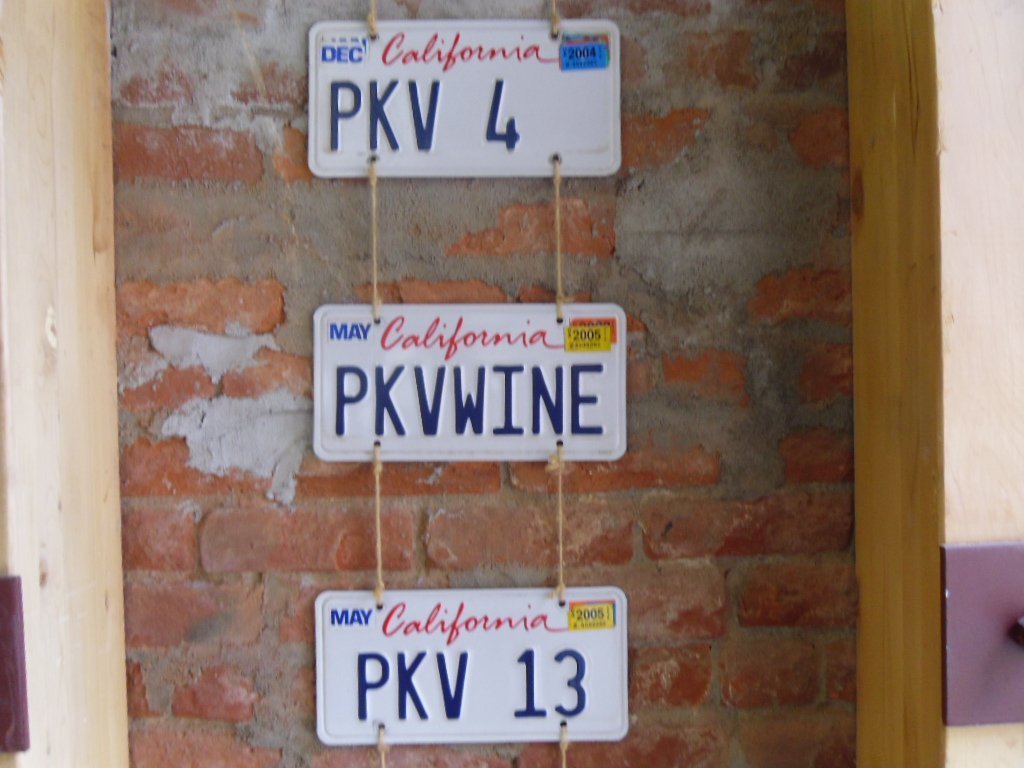 DEC California 2004
PKV 4
MAY California 2005
PKVWINE
MAY California 2005
PKV 13